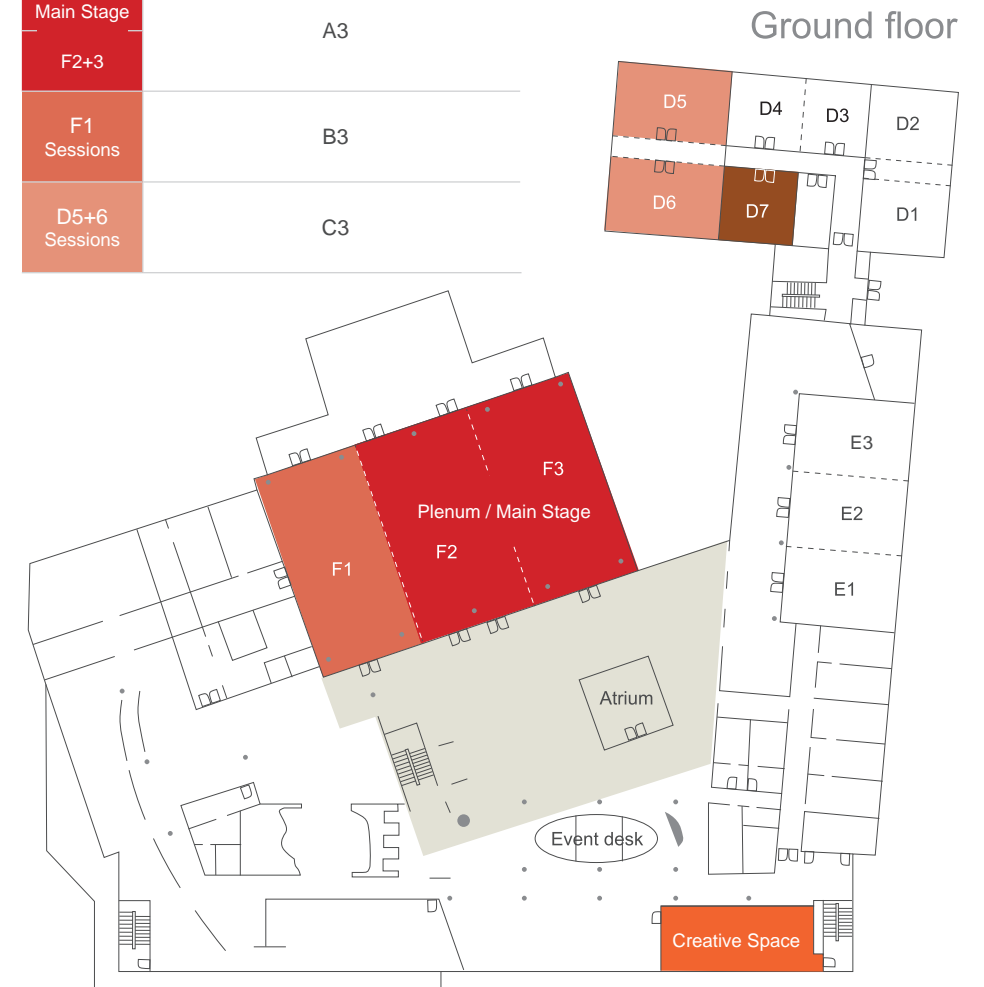 Main Stage
F2+3
A3
F1
Sessions
B3
D5+6
Sessions
C3
Ground floor
D5
D4
D3
D2
D6
D7
D1
E3
E2
E1
F3
Plenum / Main Stage
F2
F1
Atrium
Event desk
Creative Space